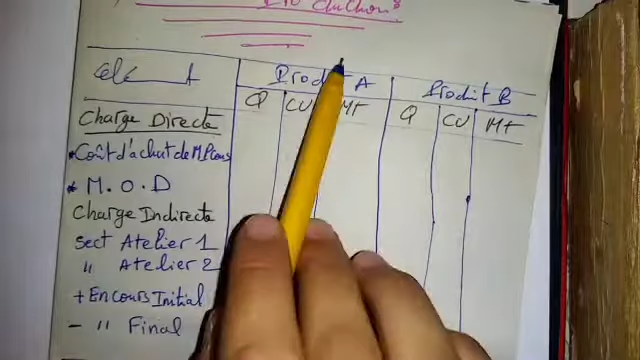 Produit A Produit B
Q CU Mt Q CU Mt
Charge Directe
* Coût d'achat de M. P Cons
* M.O.D
Charge Indirecte
sect Atelier 1
" Atelier 2
+ Encours Initial
- " Final